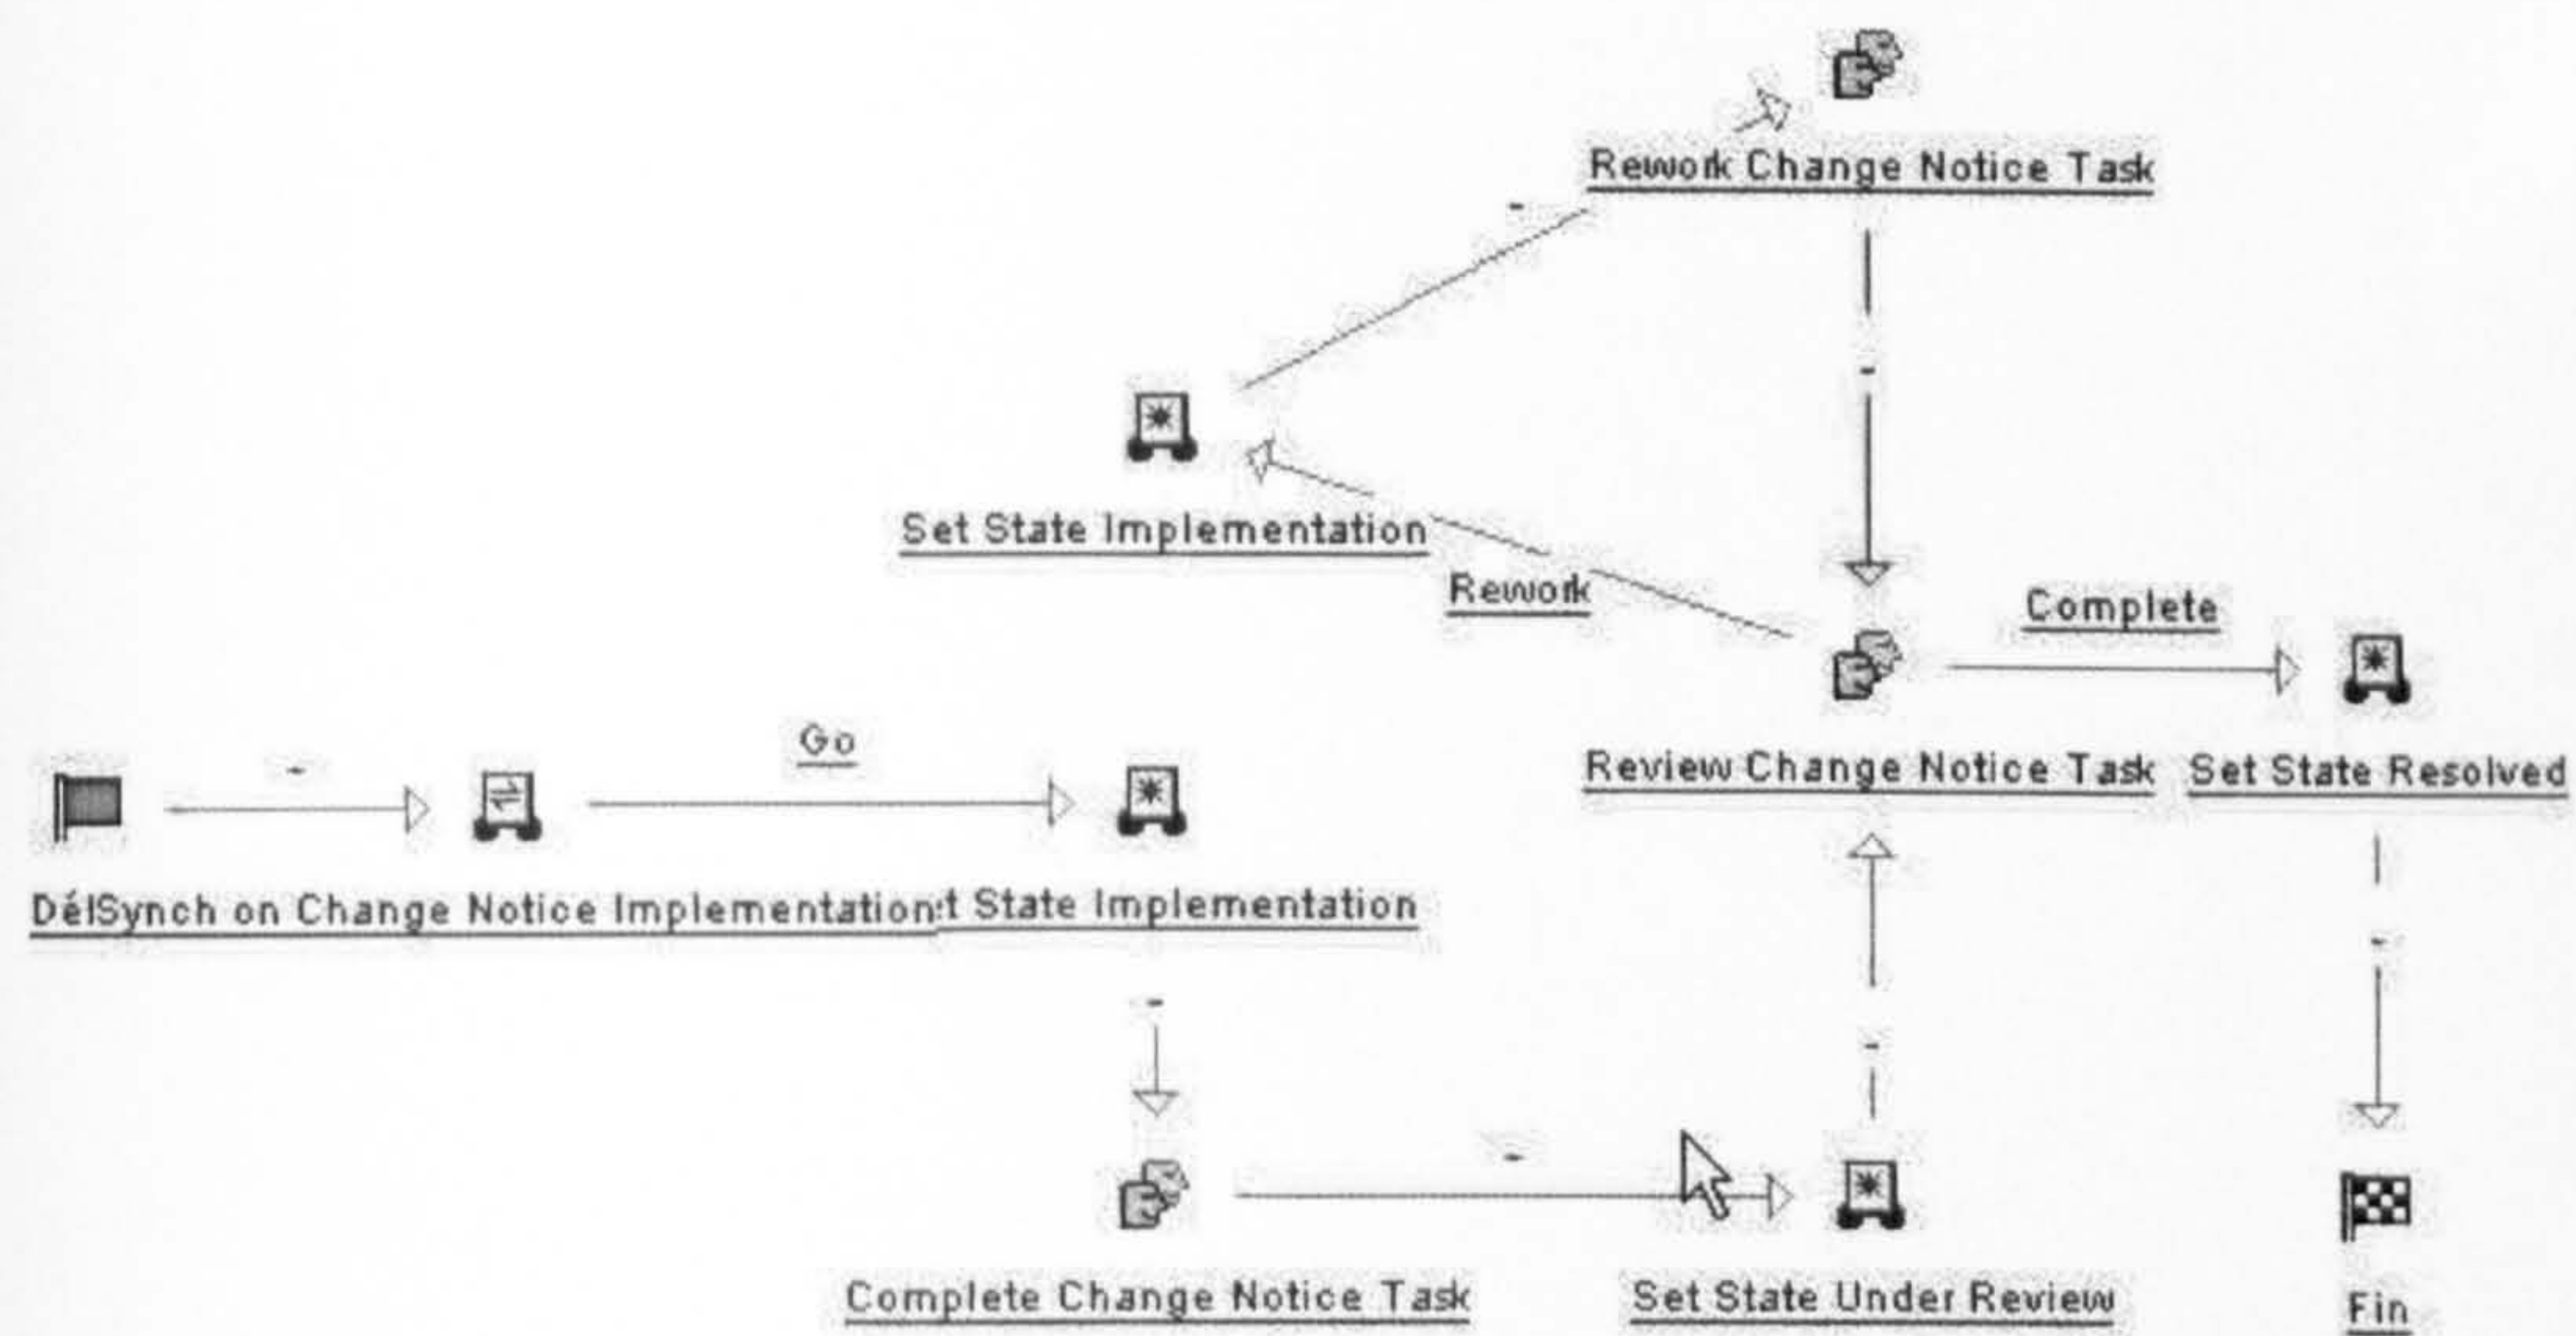 Rework Change Notice Task
-
-
Set State Implementation
Rework
Complete
Go
-
Review Change Notice Task
Set State Resolved
DélSynch on Change Notice Implementation:t State Implementation
-
-
-
-
Complete Change Notice Task
Set State Under Review
Fin